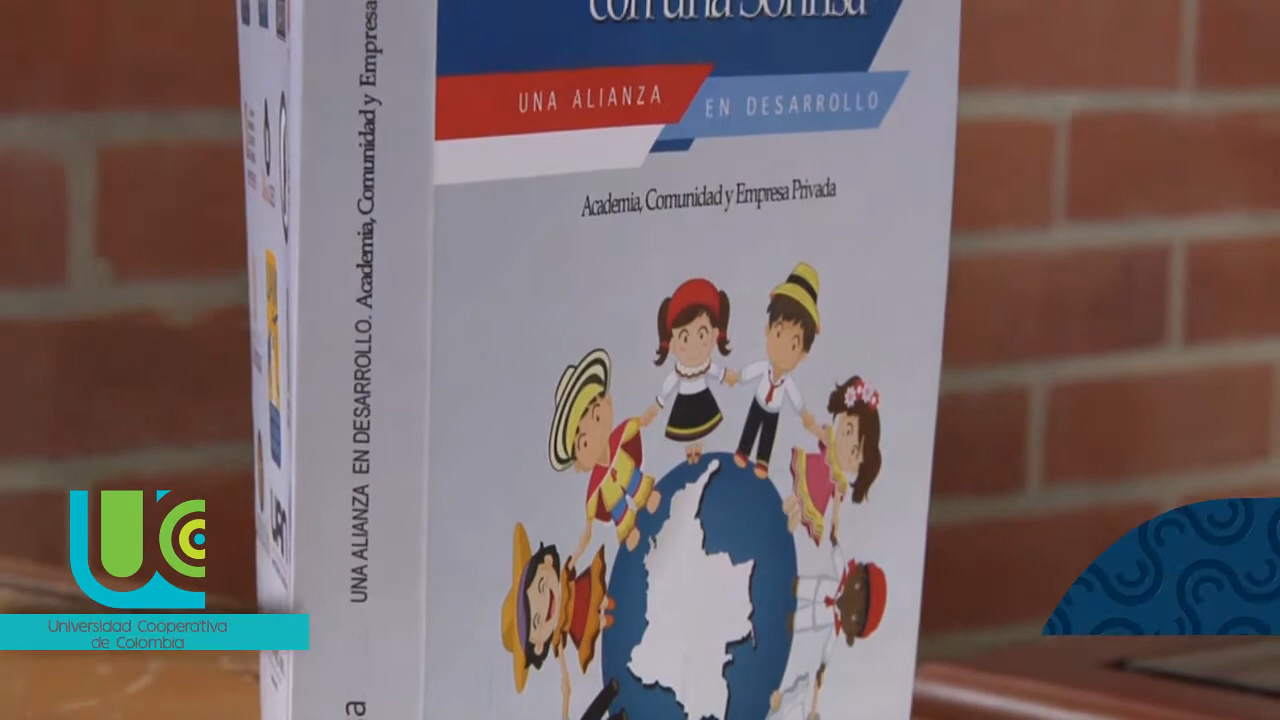 con una Sonrisa
UNA ALIANZA EN DESARROLLO
Academia, Comunidad y Empresa Privada
UNA ALIANZA EN DESARROLLO. Academia, Comunidad y Empresa
UCC
Universidad Cooperativa
de Colombia